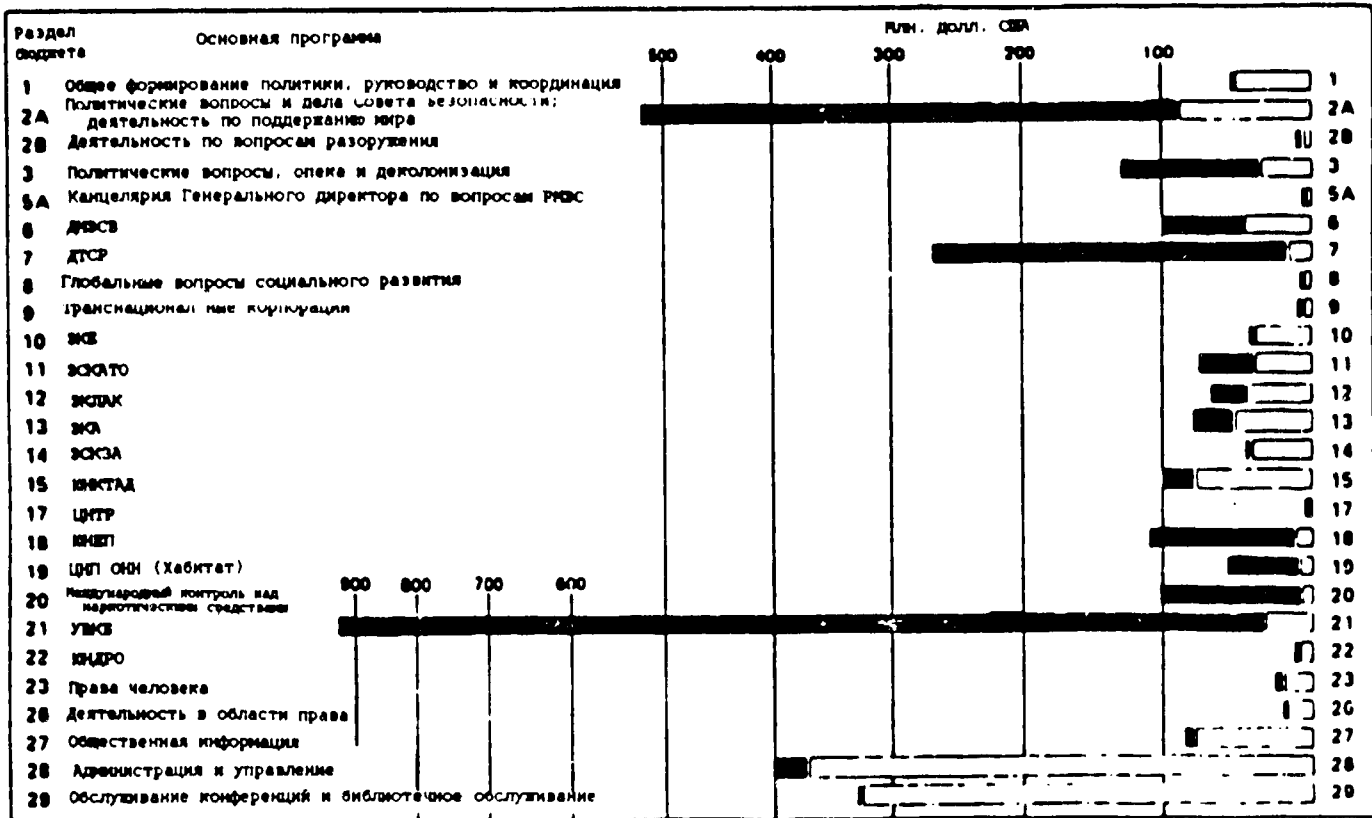 Раздел бюджета
Основная программа
Млн. долл. США
500 400 300 200 100
1 Общее формирование политики, руководство и координация 1
2A Политические вопросы и дела Совета Безопасности; 2A
деятельность по поддержанию мира
2B Деятельность по вопросам разоружения 2B
3 Политические вопросы, опека и деколонизация 3
5A Канцелярия Генерального директора по вопросам РМЭС 5A
6 ДМЭСВ 6
7 ДТСР 7
8 Глобальные вопросы социального развития 8
9 Транснациональные корпорации 9
10 ЭКЕ 10
11 ЭСКАТО 11
12 ЭКЛАК 12
13 ЭКА 13
14 ЭСКЗА 14
15 ЮНКТАД 15
17 ЦНТР 17
18 ЮНЕП 18
19 ЦНП ООН (Хабитат) 19
900 800 700 600
20 Международный контроль над 20
наркотическими средствами
21 УВКБ 21
22 ЮНДРО 22
23 Права человека 23
26 Деятельность в области права 26
27 Общественная информация 27
28 Администрация и управление 28
29 Обслуживание конференций и библиотечное обслуживание 29